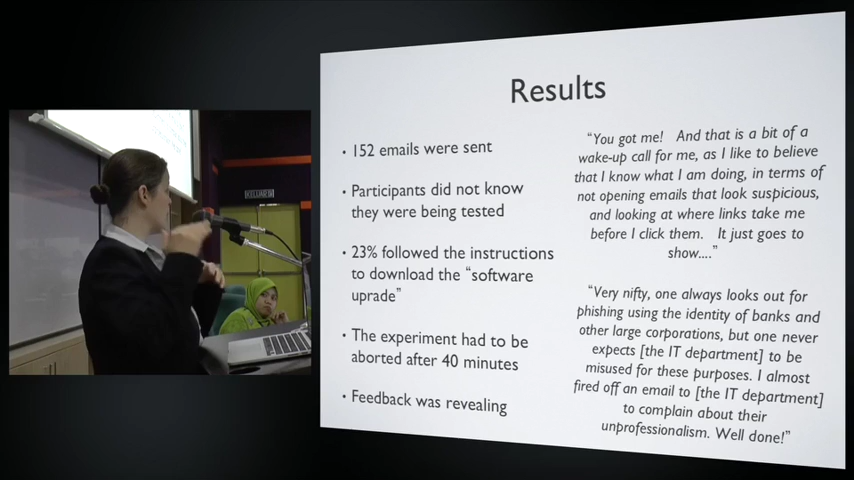 Results
• 152 emails were sent
• Participants did not know
they were being tested
• 23% followed the instructions
to download the “software
uprade”
• The experiment had to be
aborted after 40 minutes
• Feedback was revealing
“You got me! And that is a bit of a
wake-up call for me, as I like to believe
that I know what I am doing, in terms of
not opening emails that look suspicious,
and looking at where links take me
before I click them. It just goes to
show....”
“Very nifty, one always looks out for
phishing using the identity of banks and
other large corporations, but one never
expects [the IT department] to be
misused for these purposes. I almost
fired off an email to [the IT department]
to complain about their
unprofessionalism. Well done!”